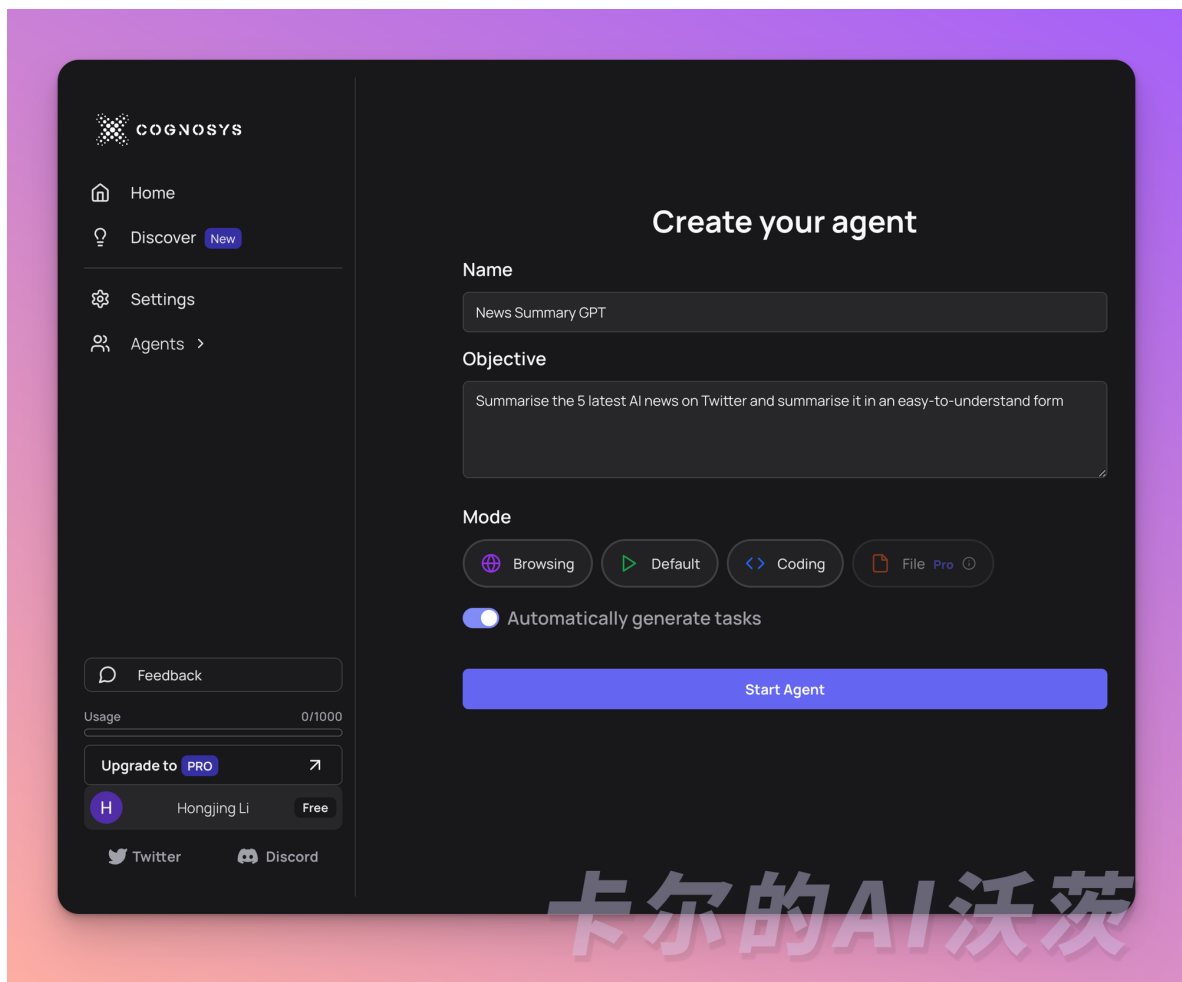 COGNOSYS
Home
Discover New
Settings
Agents
Feedback
Usage 0/1000
Upgrade to PRO
H Hongjing Li Free
Twitter Discord
Create your agent
Name
News Summary GPT
Objective
Summarise the 5 latest AI news on Twitter and summarise it in an easy-to-understand form
Mode
Browsing Default Coding File Pro
Automatically generate tasks
Start Agent
卡尔的AI沃茨